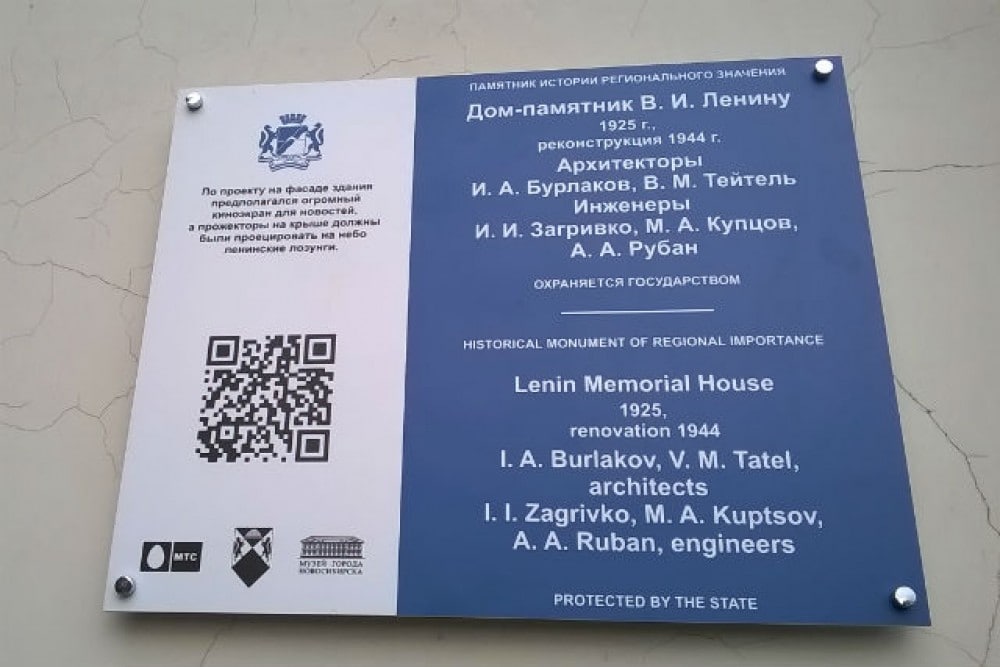 По проекту на фасаде здания
предполагался огромный
киноэкран для новостей,
а прожекторы на крыше должны
были проецировать на небо
ленинские лозунги.
МТС
МУЗЕЙ ГОРОДА
НОВОСИБИРСКА
ПАМЯТНИК ИСТОРИИ РЕГИОНАЛЬНОГО ЗНАЧЕНИЯ
Дом-памятник В. И. Ленину
1925 г.,
реконструкция 1944 г.
Архитекторы
И. А. Бурлаков, В. М. Тейтель
Инженеры
И. И. Загривко, М. А. Купцов,
А. А. Рубан
ОХРАНЯЕТСЯ ГОСУДАРСТВОМ
HISTORICAL MONUMENT OF REGIONAL IMPORTANCE
Lenin Memorial House
1925,
renovation 1944
I. A. Burlakov, V. M. Tatel,
architects
I. I. Zagrivko, M. A. Kuptsov,
A. A. Ruban, engineers
PROTECTED BY THE STATE